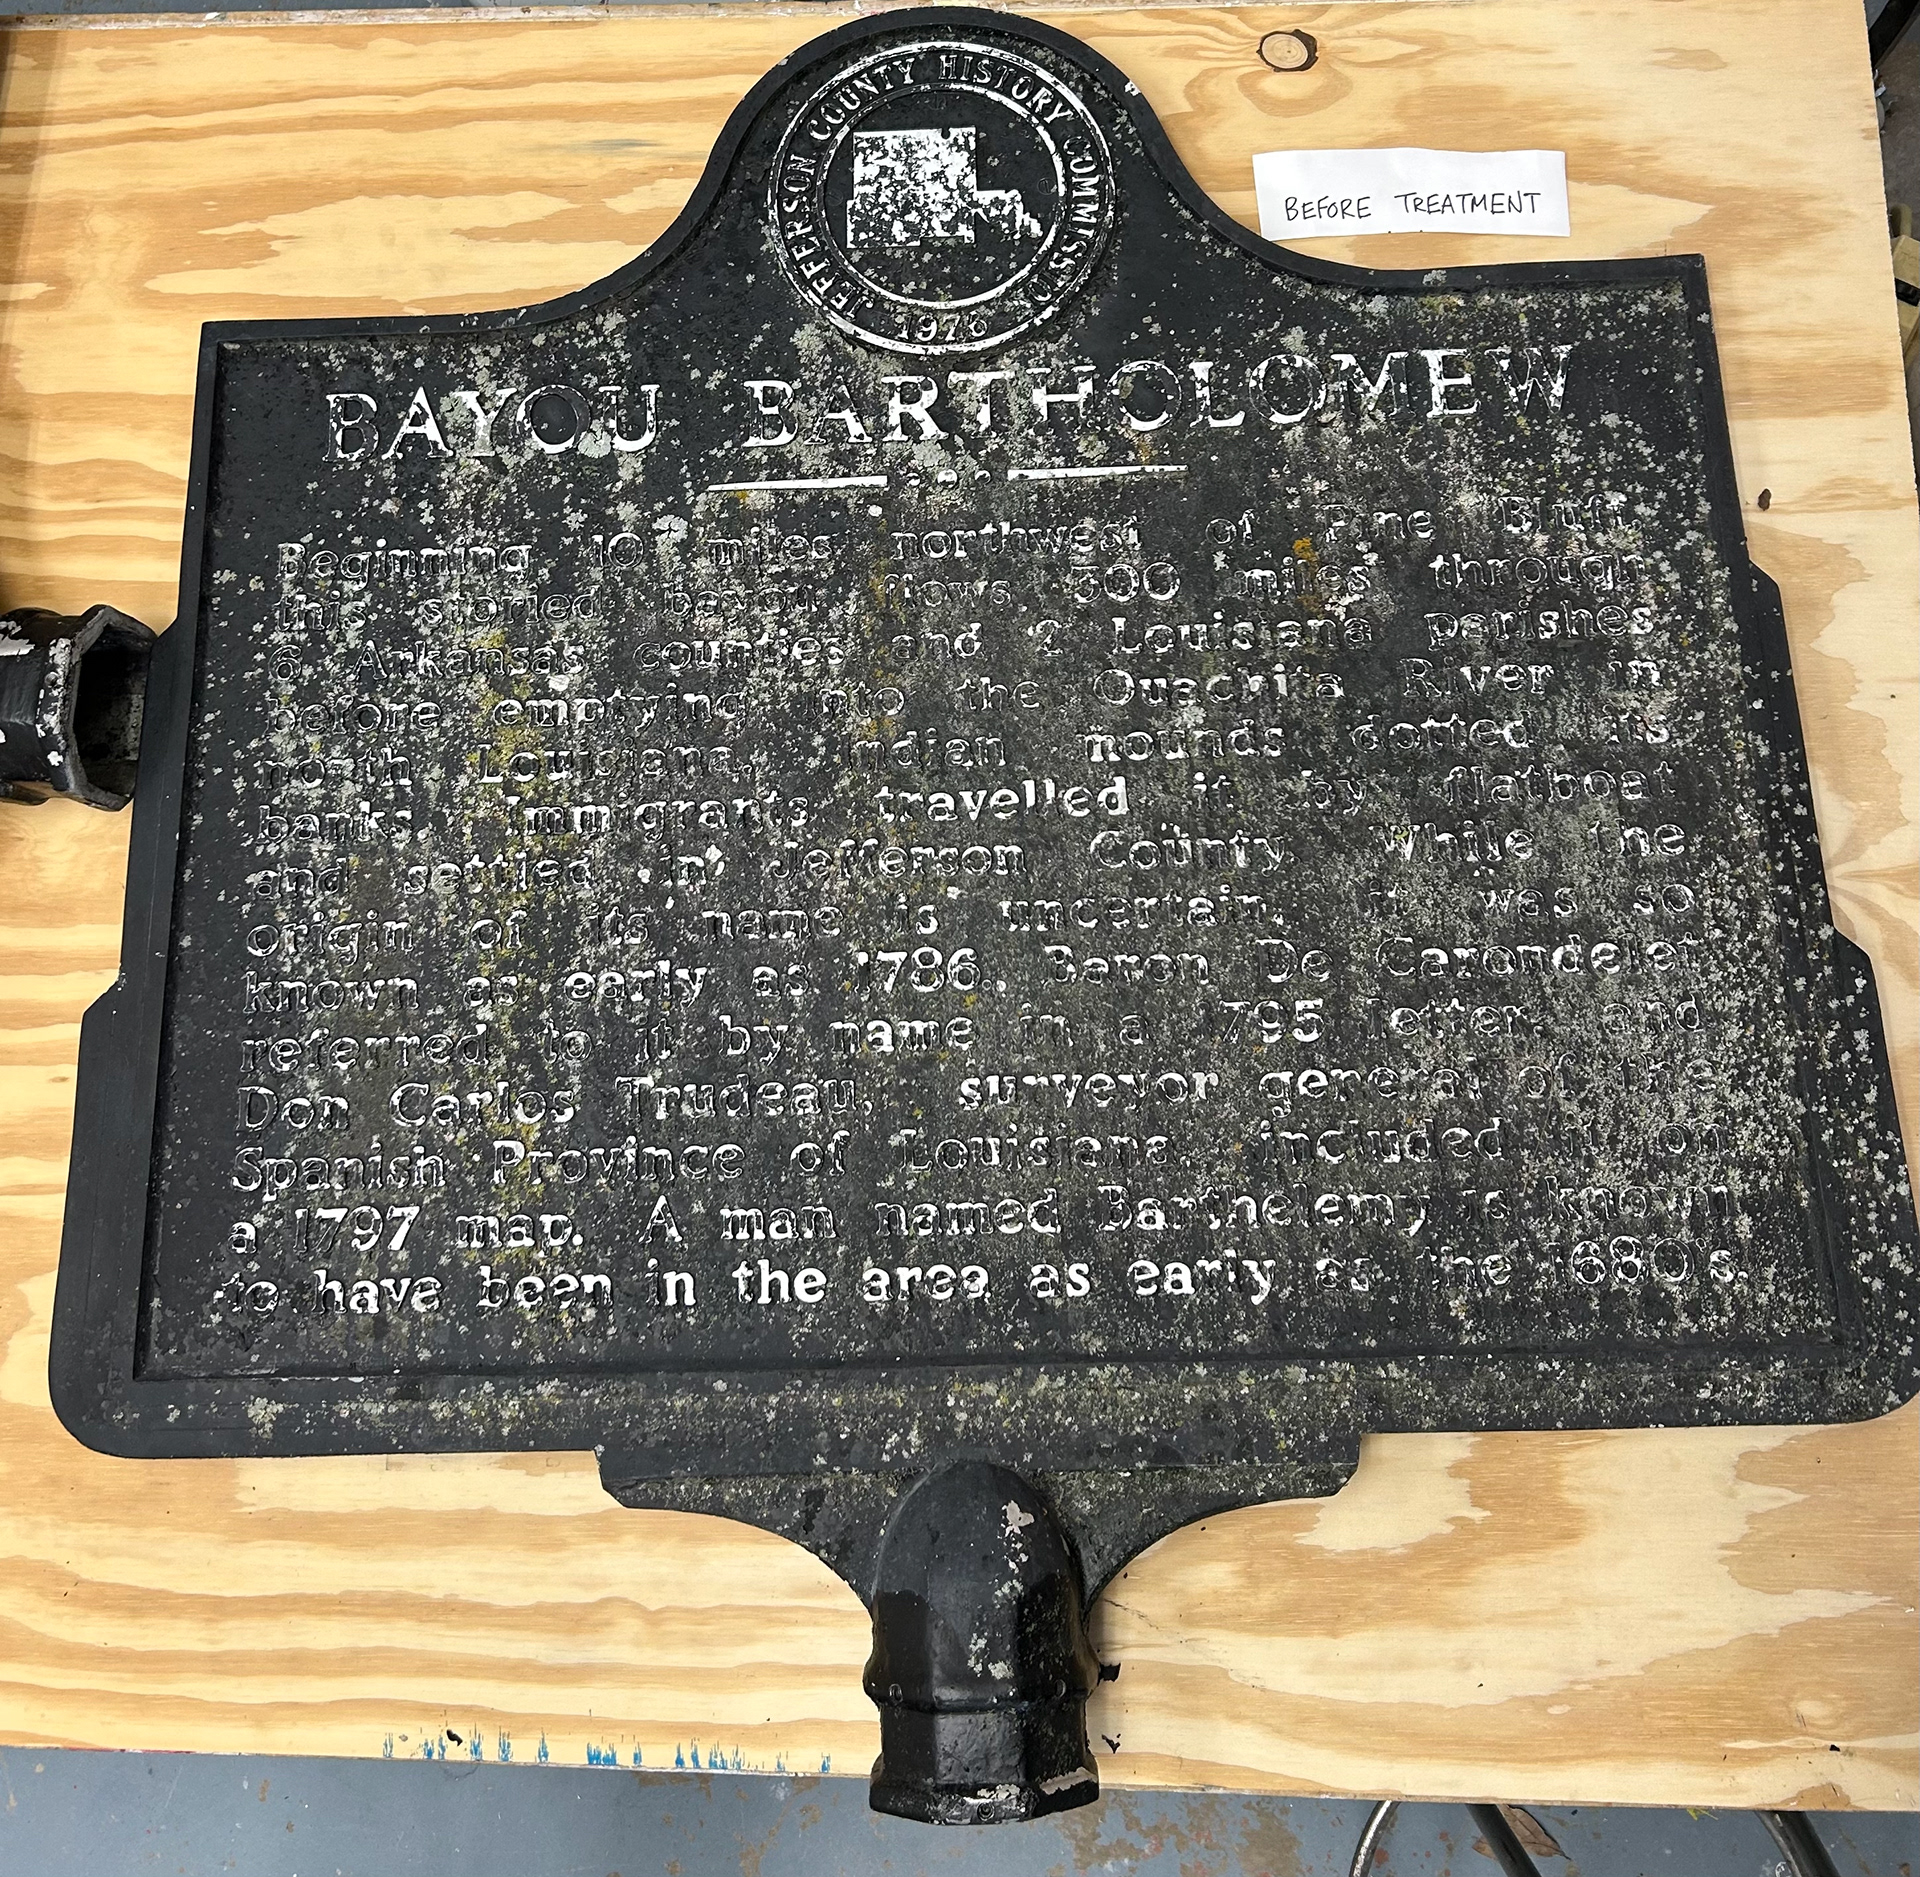 JEFFERSON COUNTY HISTORY COMMISSION
BEFORE TREATMENT
BAYOU BARTHOLOMEW
Beginning 10 miles northwest of Pine Bluff,
this storied bayou flows 300 miles through
6 Arkansas counties and 2 Louisiana parishes
before emptying into the Ouachita River in
north Louisiana. Indian mounds dotted its
banks. Immigrants travelled it by flatboat
and settled in Jefferson County. While the
origin of its name is uncertain, it was so
known as early as 1786. Baron De Carondelet
referred to it by name in a 1795 letter, and
Don Carlos Trudeau, surveyor general of the
Spanish Province of Louisiana, included it on
a 1797 map. A man named Barthelemy is known
to have been in the area as early as the 1680's.